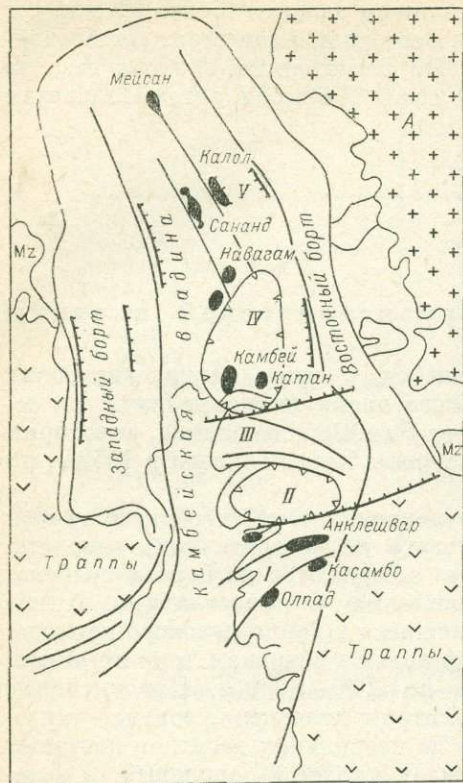 Мейсан
А
Калол
V
Сананд
Навагам
Mz
впадина
IV
Западный борт
Восточный борт
Камбей
Катан
III
Камбейская
Mz
II
Анклешвар
Траппы
I
Касамбо
Олпад
Траппы